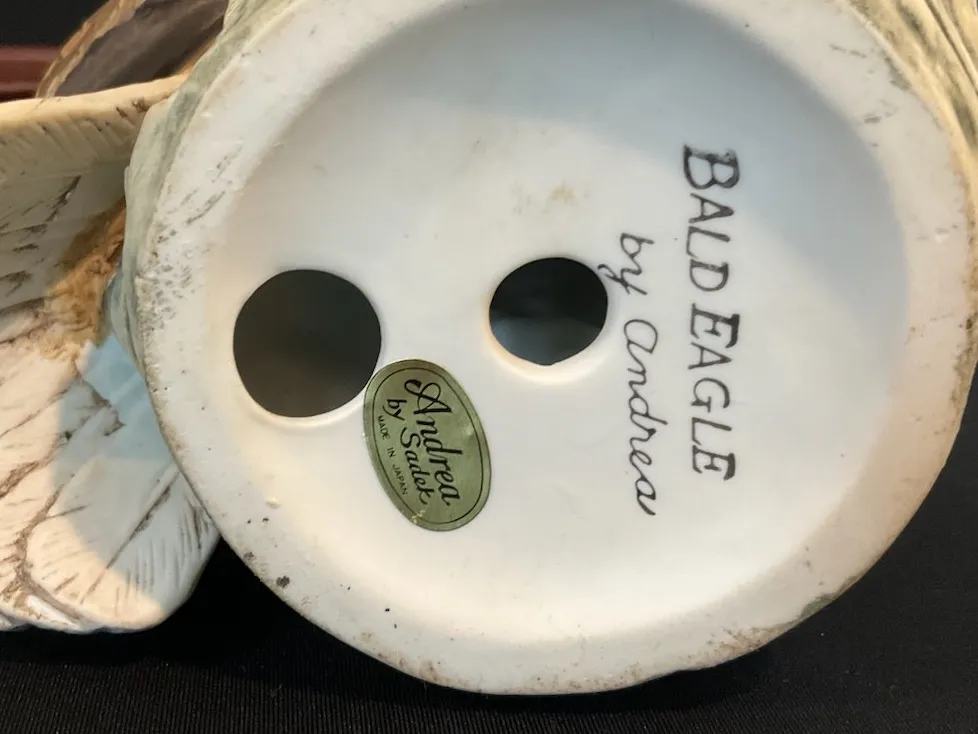 BALD EAGLE
by Andrea
Andrea
by Sadek
MADE IN JAPAN